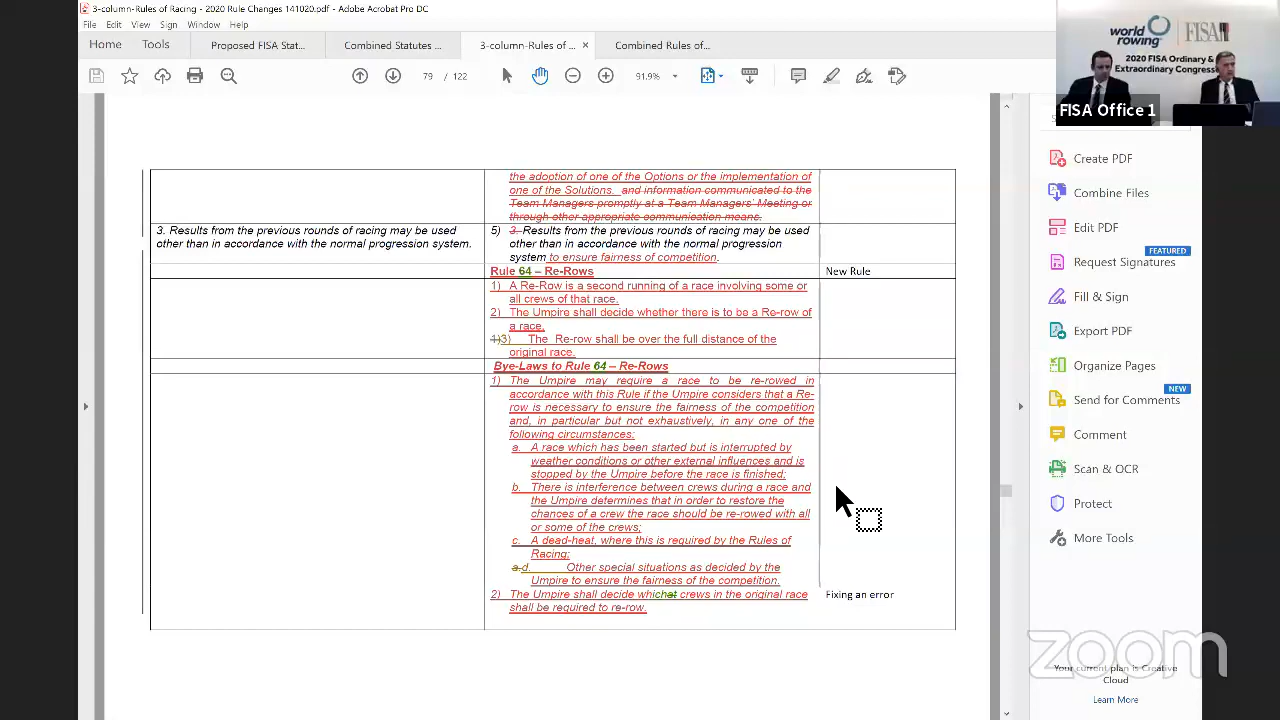 3-column-Rules of Racing - 2020 Rule Changes 141020.pdf - Adobe Acrobat Pro DC
File Edit View Sign Window Help
Home Tools Proposed FISA Stat... Combined Statutes ... 3-column-Rules of ... × Combined Rules of...
79 / 122 91.9%
world rowing FISA
2020 FISA Ordinary &
Extraordinary Congress
FISA Office 1
the adoption of one of the Options or the implementation of
one of the Solutions. and information communicated to the
Team Managers promptly at a Team Managers' Meeting or
through other appropriate communication means.
3. Results from the previous rounds of racing may be used
other than in accordance with the normal progression system.
5) 3. Results from the previous rounds of racing may be used
other than in accordance with the normal progression
system to ensure fairness of competition.
Rule 64 – Re-Rows
New Rule
1) A Re-Row is a second running of a race involving some or
all crews of that race.
2) The Umpire shall decide whether there is to be a Re-row of
a race.
1)3) The Re-row shall be over the full distance of the
original race.
Bye-Laws to Rule 64 – Re-Rows
1) The Umpire may require a race to be re-rowed in
accordance with this Rule if the Umpire considers that a Re-
row is necessary to ensure the fairness of the competition
and, in particular but not exhaustively, in any one of the
following circumstances:
a. A race which has been started but is interrupted by
weather conditions or other external influences and is
stopped by the Umpire before the race is finished;
b. There is interference between crews during a race and
the Umpire determines that in order to restore the
chances of a crew the race should be re-rowed with all
or some of the crews;
c. A dead-heat, where this is required by the Rules of
Racing;
a.d. Other special situations as decided by the
Umpire to ensure the fairness of the competition.
2) The Umpire shall decide whichat crews in the original race
shall be required to re-row.
Fixing an error
Create PDF
Combine Files
Edit PDF
FEATURED
Request Signatures
Fill & Sign
Export PDF
Organize Pages
NEW
Send for Comments
Comment
Scan & OCR
Protect
More Tools
zoom
Your current plan is Creative
Cloud
Learn More